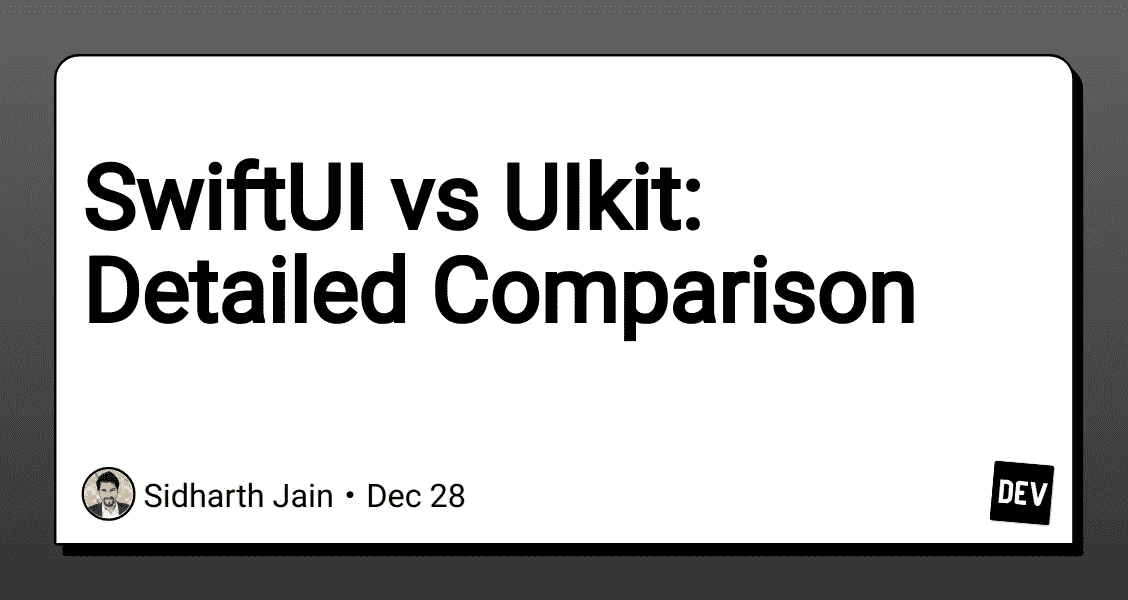 SwiftUI vs UIkit:
Detailed Comparison
Sidharth Jain • Dec 28
DEV